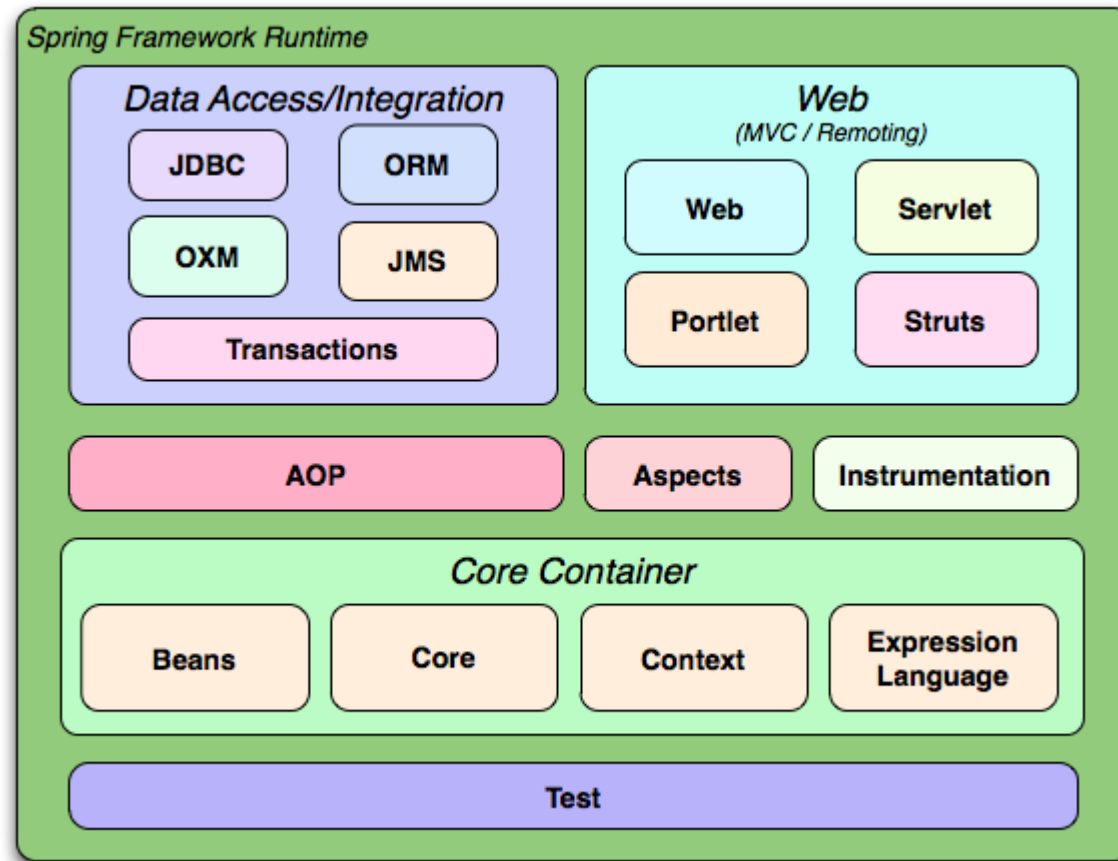 Spring Framework Runtime
Data Access/Integration
JDBC
ORM
OXM
JMS
Transactions
Web
(MVC / Remoting)
Web
Servlet
Portlet
Struts
AOP
Aspects
Instrumentation
Core Container
Beans
Core
Context
Expression
Language
Test